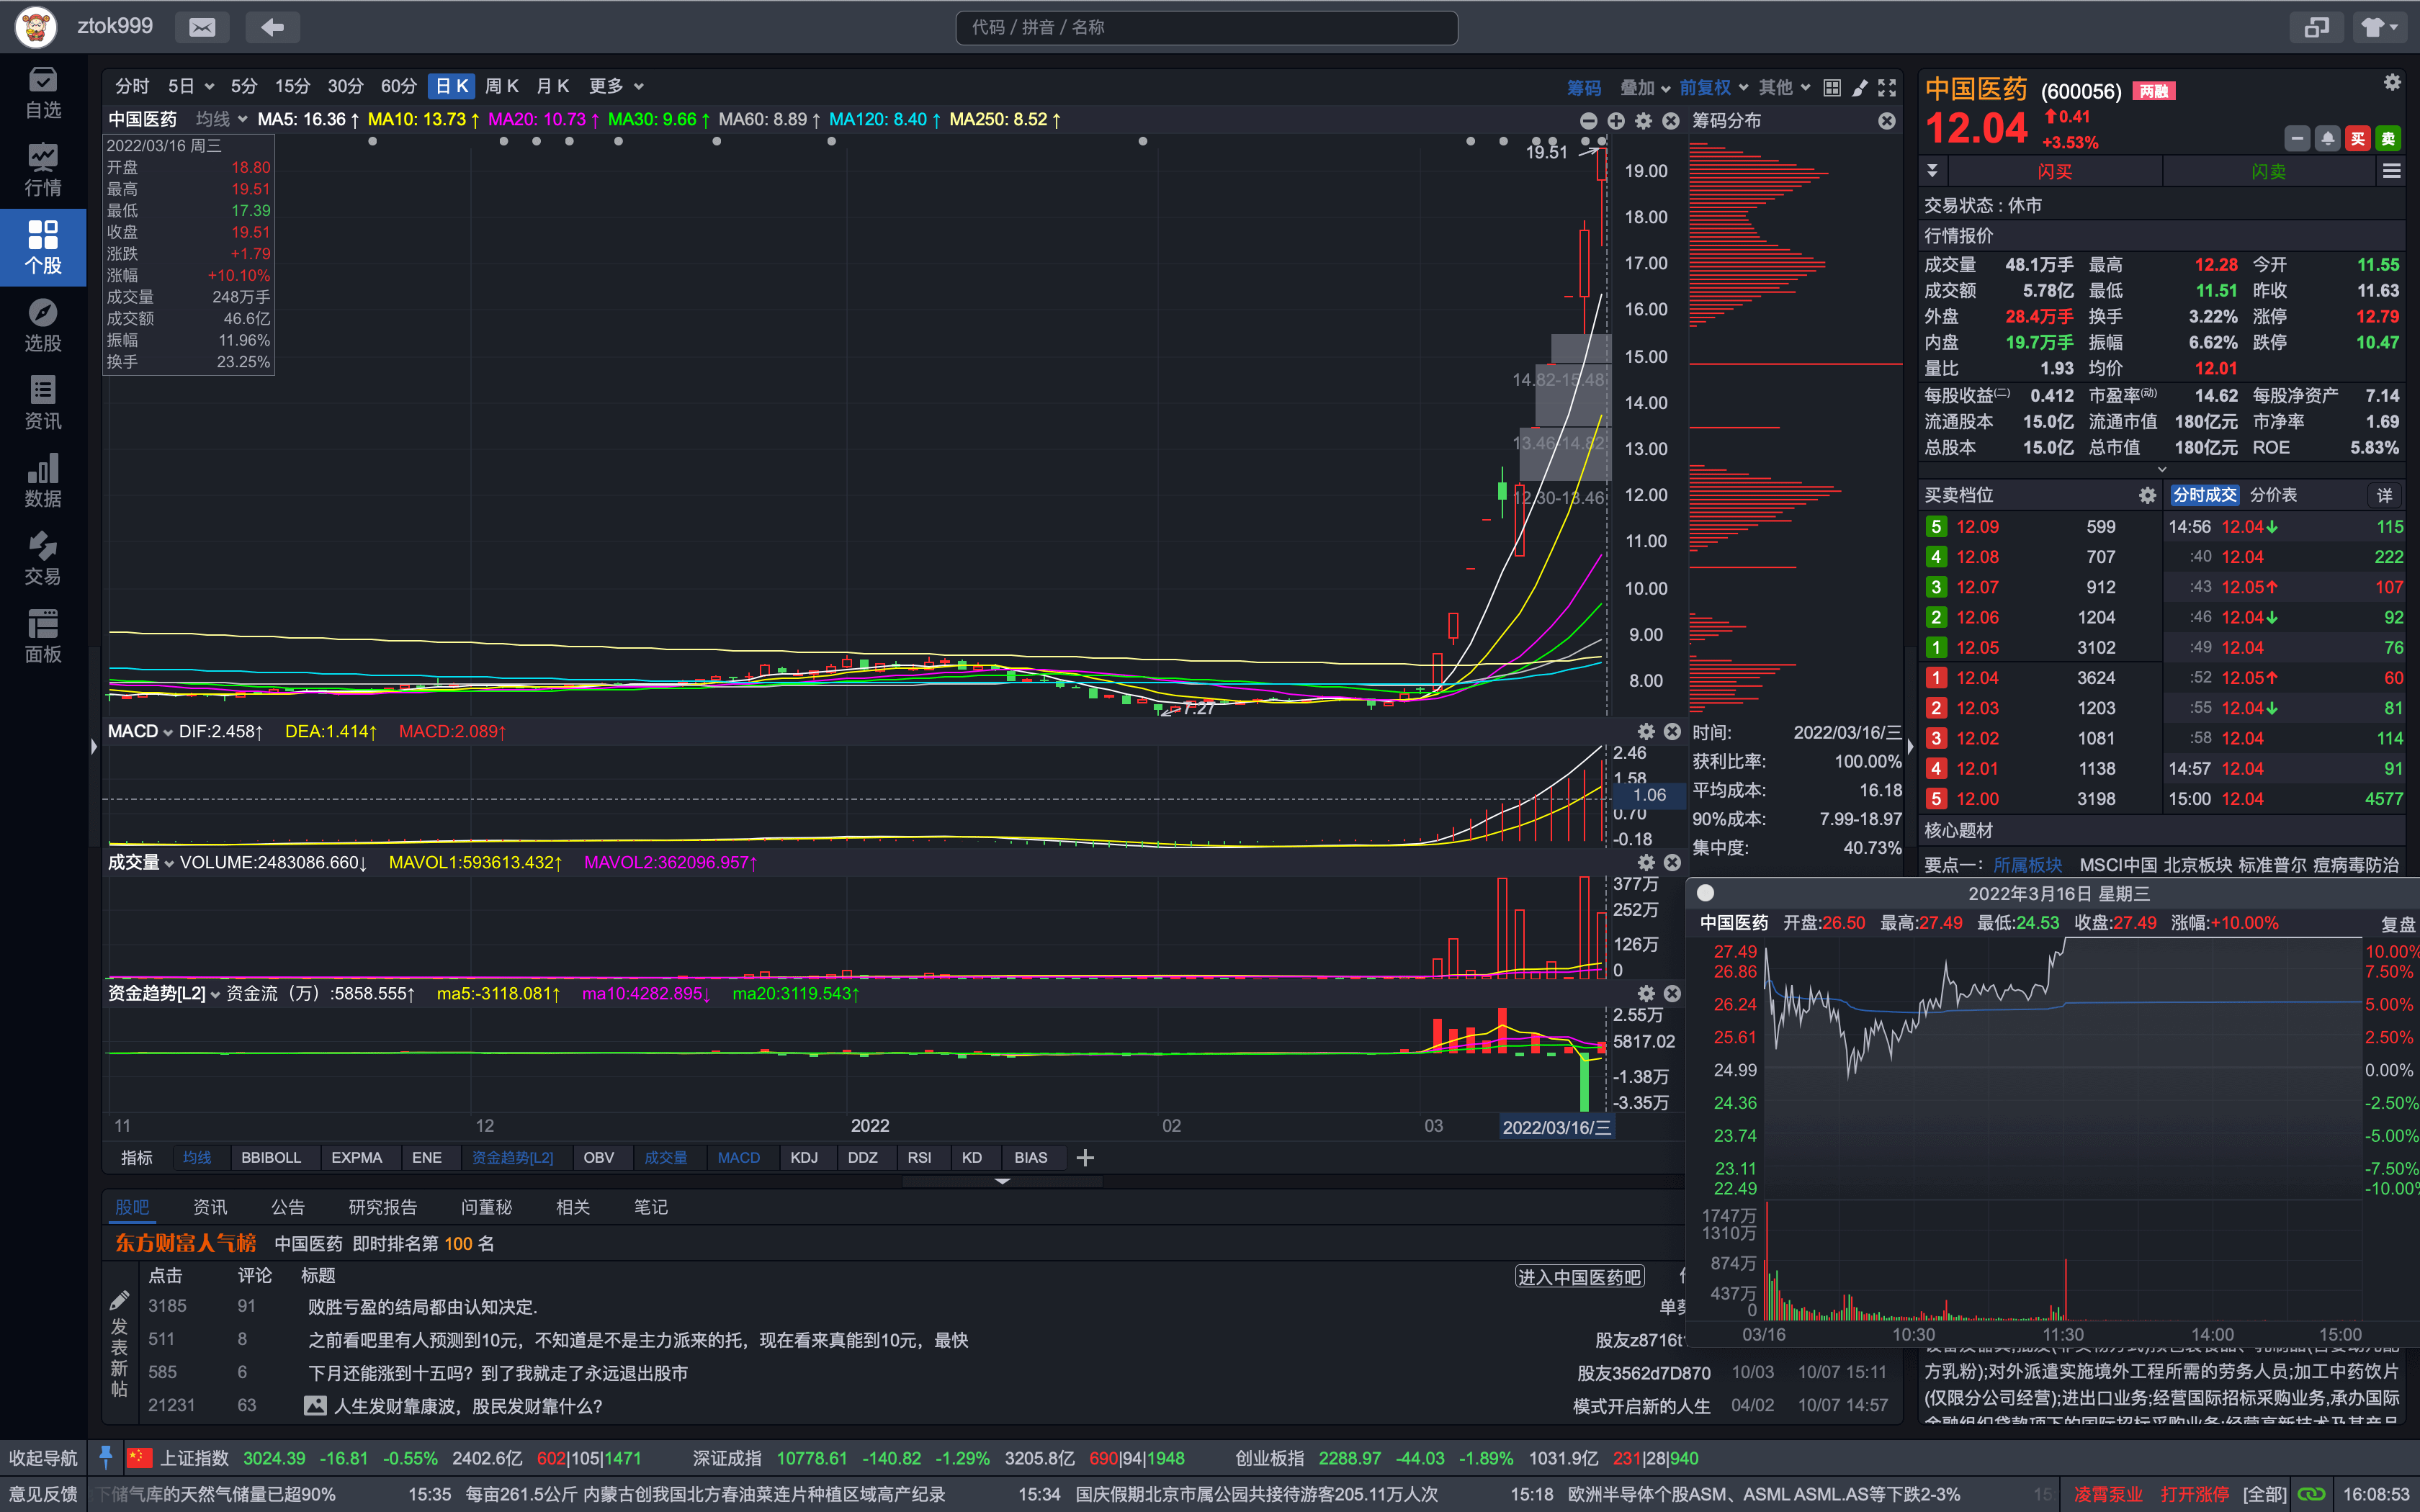 ztok999
代码 / 拼音 / 名称
自选
行情
个股
选股
资讯
数据
交易
面板
分时 5日 5分 15分 30分 60分 日K 周K 月K 更多 筹码 叠加 前复权 其他
中国医药 均线 MA5: 16.36↑ MA10: 13.73↑ MA20: 10.73↑ MA30: 9.66↑ MA60: 8.89↑ MA120: 8.40↑ MA250: 8.52↑
2022/03/16 周三
开盘 18.80
最高 19.51
最低 17.39
收盘 19.51
涨跌 +1.79
涨幅 +10.10%
成交量 248万手
成交额 46.6亿
振幅 11.96%
换手 23.25%
19.51
14.82-15.48
13.46-14.82
12.30-13.46
7.27
19.00
18.00
17.00
16.00
15.00
14.00
13.00
12.00
11.00
10.00
9.00
8.00
筹码分布
时间: 2022/03/16/三
获利比率: 100.00%
平均成本: 16.18
90%成本: 7.99-18.97
集中度: 40.73%
MACD DIF:2.458↑ DEA:1.414↑ MACD:2.089↑
2.46
1.58
1.06
0.70
-0.18
成交量 VOLUME:2483086.660↓ MAVOL1:593613.432↑ MAVOL2:362096.957↑
377万
252万
126万
0
资金趋势[L2] 资金流（万）:5858.555↑ ma5:-3118.081↑ ma10:4282.895↓ ma20:3119.543↑
2.55万
5817.02
-1.38万
-3.35万
11 12 2022 02 03 2022/03/16/三
指标 均线 BBIBOLL EXPMA ENE 资金趋势[L2] OBV 成交量 MACD KDJ DDZ RSI KD BIAS
股吧 资讯 公告 研究报告 问董秘 相关 笔记
东方财富人气榜 中国医药 即时排名第 100 名
点击 评论 标题 进入中国医药吧
3185 91 败胜亏盈的结局都由认知决定.
511 8 之前看吧里有人预测到10元，不知道是不是主力派来的托，现在看来真能到10元，最快 股友z8716t
585 6 下月还能涨到十五吗？到了我就走了永远退出股市 股友3562d7D870 10/03 10/07 15:11
21231 63 人生发财靠康波，股民发财靠什么？ 模式开启新的人生 04/02 10/07 14:57
发表新帖
中国医药 (600056) 两融
12.04 0.41
+3.53% 买 卖
闪买 闪卖
交易状态 : 休市
行情报价
成交量 48.1万手 最高 12.28 今开 11.55
成交额 5.78亿 最低 11.51 昨收 11.63
外盘 28.4万手 换手 3.22% 涨停 12.79
内盘 19.7万手 振幅 6.62% 跌停 10.47
量比 1.93 均价 12.01
每股收益(二) 0.412 市盈率(动) 14.62 每股净资产 7.14
流通股本 15.0亿 流通市值 180亿元 市净率 1.69
总股本 15.0亿 总市值 180亿元 ROE 5.83%
买卖档位 分时成交 分价表 详
5 12.09 599 14:56 12.04↓ 115
4 12.08 707 :40 12.04 222
3 12.07 912 :43 12.05↑ 107
2 12.06 1204 :46 12.04↓ 92
1 12.05 3102 :49 12.04 76
1 12.04 3624 :52 12.05↑ 60
2 12.03 1203 :55 12.04↓ 81
3 12.02 1081 :58 12.04 114
4 12.01 1138 14:57 12.04 91
5 12.00 3198 15:00 12.04 4577
核心题材
要点一: 所属板块 MSCI中国 北京板块 标准普尔 痘病毒防治
2022年3月16日 星期三
中国医药 开盘:26.50 最高:27.49 最低:24.53 收盘:27.49 涨幅:+10.00% 复盘
27.49 10.00%
26.86 7.50%
26.24 5.00%
25.61 2.50%
24.99 0.00%
24.36 -2.50%
23.74 -5.00%
23.11 -7.50%
22.49 -10.00%
1747万
1310万
874万
437万
0
03/16 10:30 11:30 14:00 15:00
方乳粉);对外派遣实施境外工程所需的劳务人员;加工中药饮片
(仅限分公司经营);进出口业务;经营国际招标采购业务,承办国际
金融组织贷款项下的国际招标采购业务;经营高新技术及其产品
收起导航 上证指数 3024.39 -16.81 -0.55% 2402.6亿 602|105|1471 深证成指 10778.61 -140.82 -1.29% 3205.8亿 690|94|1948 创业板指 2288.97 -44.03 -1.89% 1031.9亿 231|28|940
意见反馈 下储气库的天然气储量已超90% 15:35 每亩261.5公斤 内蒙古创我国北方春油菜连片种植区域高产纪录 15:34 国庆假期北京市属公园共接待游客205.11万人次 15:18 欧洲半导体个股ASM、ASML ASML.AS等下跌2-3% 15: 凌霄泵业 打开涨停 [全部] 16:08:53